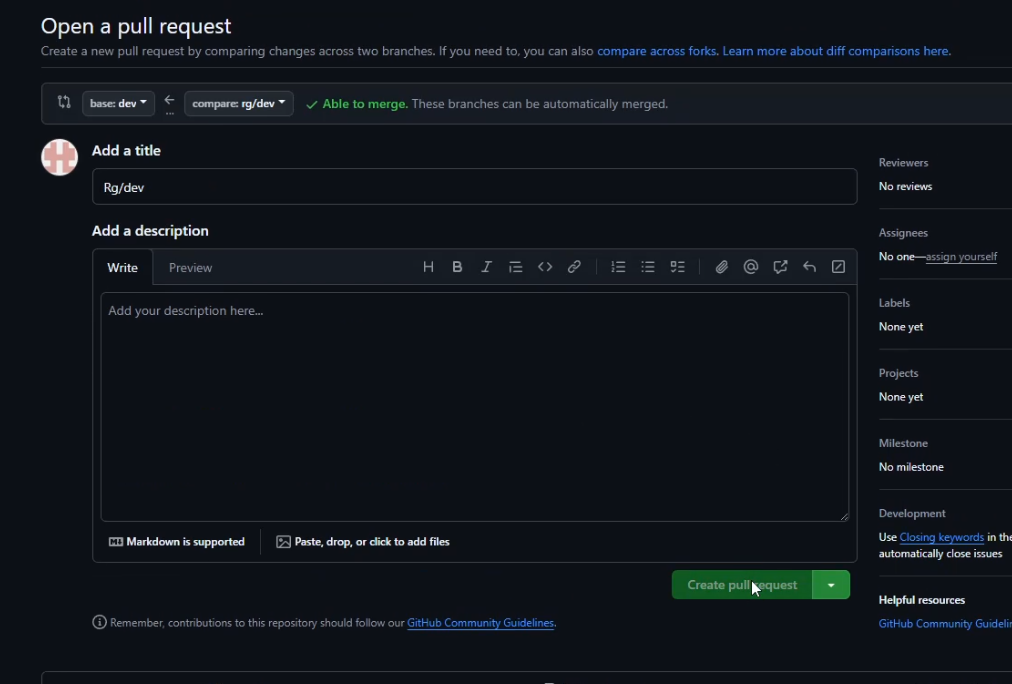 Open a pull request
Create a new pull request by comparing changes across two branches. If you need to, you can also compare across forks. Learn more about diff comparisons here.
base: dev
compare: rg/dev
Able to merge. These branches can be automatically merged.
Add a title
Rg/dev
Add a description
Write
Preview
Add your description here...
Markdown is supported
Paste, drop, or click to add files
Create pull request
Remember, contributions to this repository should follow our GitHub Community Guidelines.
Reviewers
No reviews
Assignees
No one—assign yourself
Labels
None yet
Projects
None yet
Milestone
No milestone
Development
Use Closing keywords in the
automatically close issues
Helpful resources
GitHub Community